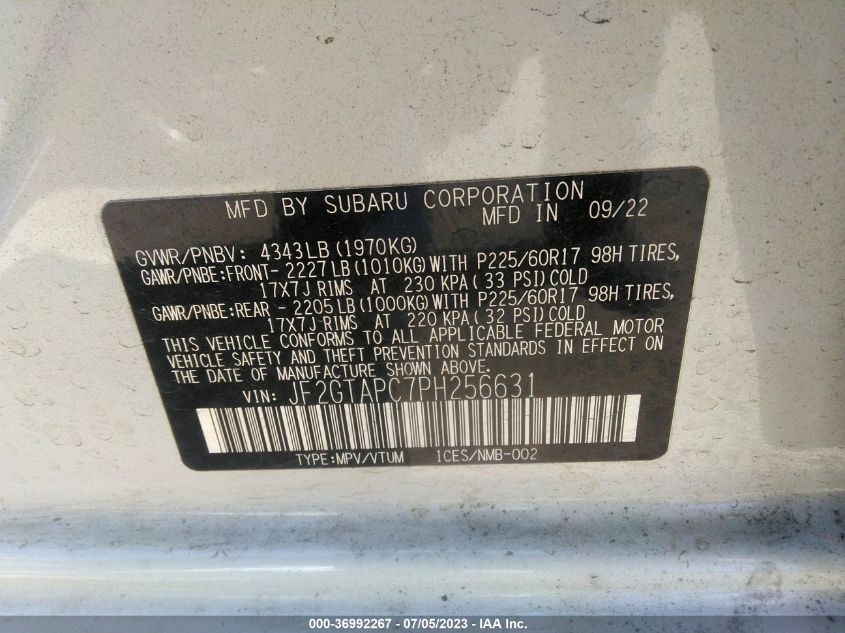 MFD BY SUBARU CORPORATION
MFD IN 09/22
GVWR/PNBV: 4343LB(1970KG)
GAWR/PNBE:FRONT- 2227LB(1010KG)WITH P225/60R17 98H TIRES,
17X7J RIMS AT 230 KPA( 33 PSI)COLD
GAWR/PNBE:REAR - 2205LB(1000KG)WITH P225/60R17 98H TIRES,
17X7J RIMS AT 220 KPA( 32 PSI)COLD
THIS VEHICLE CONFORMS TO ALL APPLICABLE FEDERAL MOTOR
VEHICLE SAFETY AND THEFT PREVENTION STANDARDS IN EFFECT ON
THE DATE OF MANUFACTURE SHOWN ABOVE.
VIN: JF2GTAPC7PH256631
TYPE:MPV/VTUM ICES/NMB-002
000-36992267 / 07/05/2023 - IAA Inc.